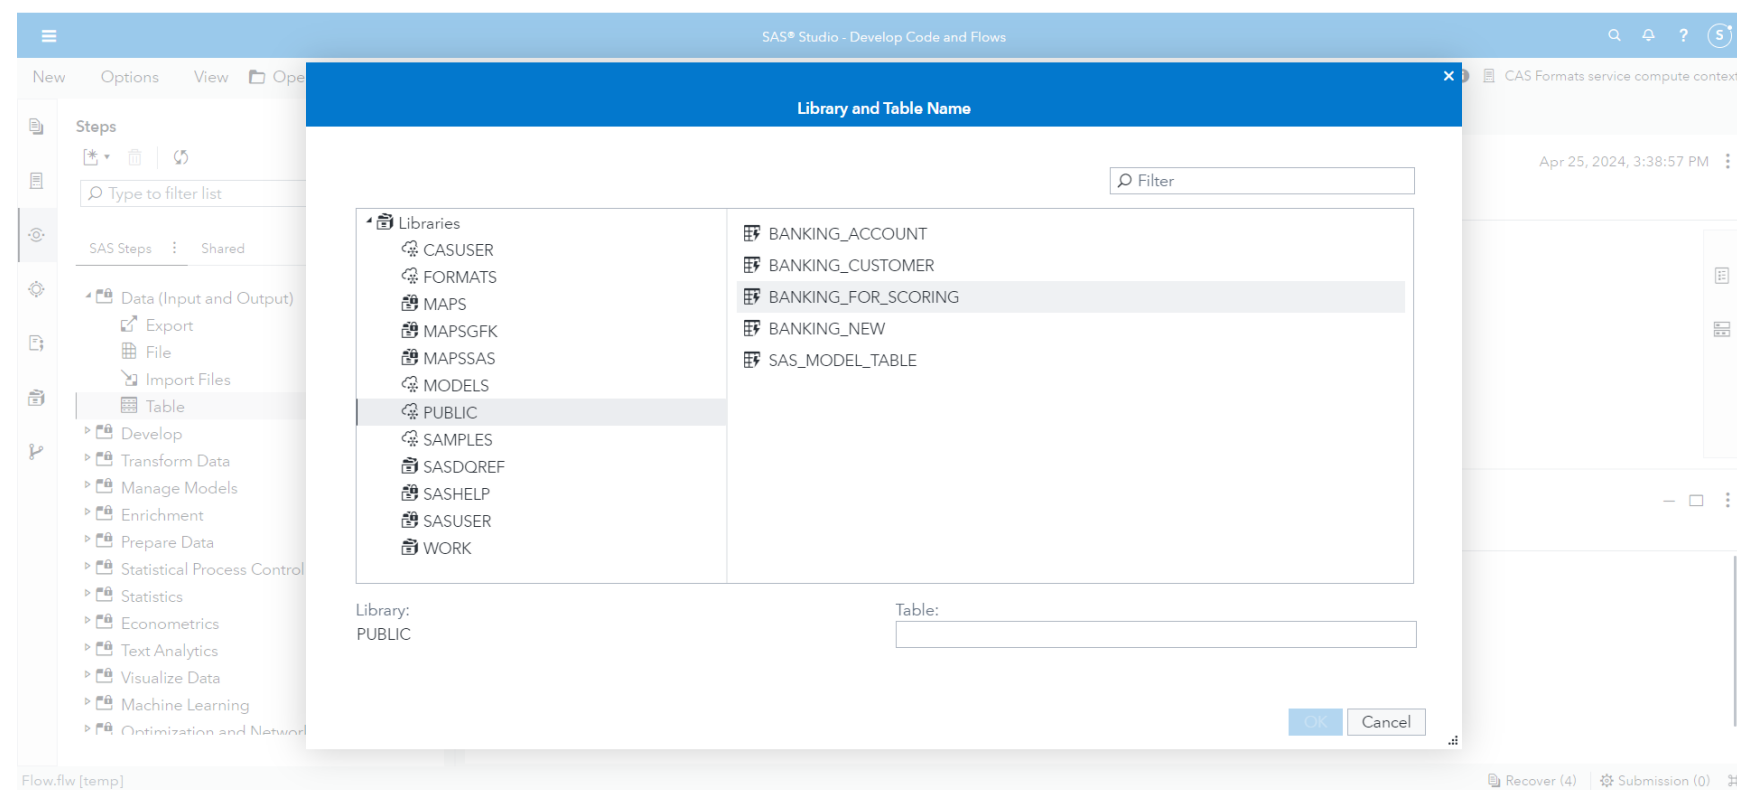 SAS® Studio - Develop Code and Flows
S
New Options View Ope
CAS Formats service compute context
Library and Table Name
Steps
Apr 25, 2024, 3:38:57 PM
Type to filter list
Filter
SAS Steps Shared
Data (Input and Output)
Export
File
Import Files
Table
Develop
Transform Data
Manage Models
Enrichment
Prepare Data
Statistical Process Control
Statistics
Econometrics
Text Analytics
Visualize Data
Machine Learning
Optimization and Networ
Libraries
CASUSER
FORMATS
MAPS
MAPSGFK
MAPSSAS
MODELS
PUBLIC
SAMPLES
SASDQREF
SASHELP
SASUSER
WORK
BANKING_ACCOUNT
BANKING_CUSTOMER
BANKING_FOR_SCORING
BANKING_NEW
SAS_MODEL_TABLE
Library:
PUBLIC
Table:
OK Cancel
Flow.flw [temp]
Recover (4) Submission (0)